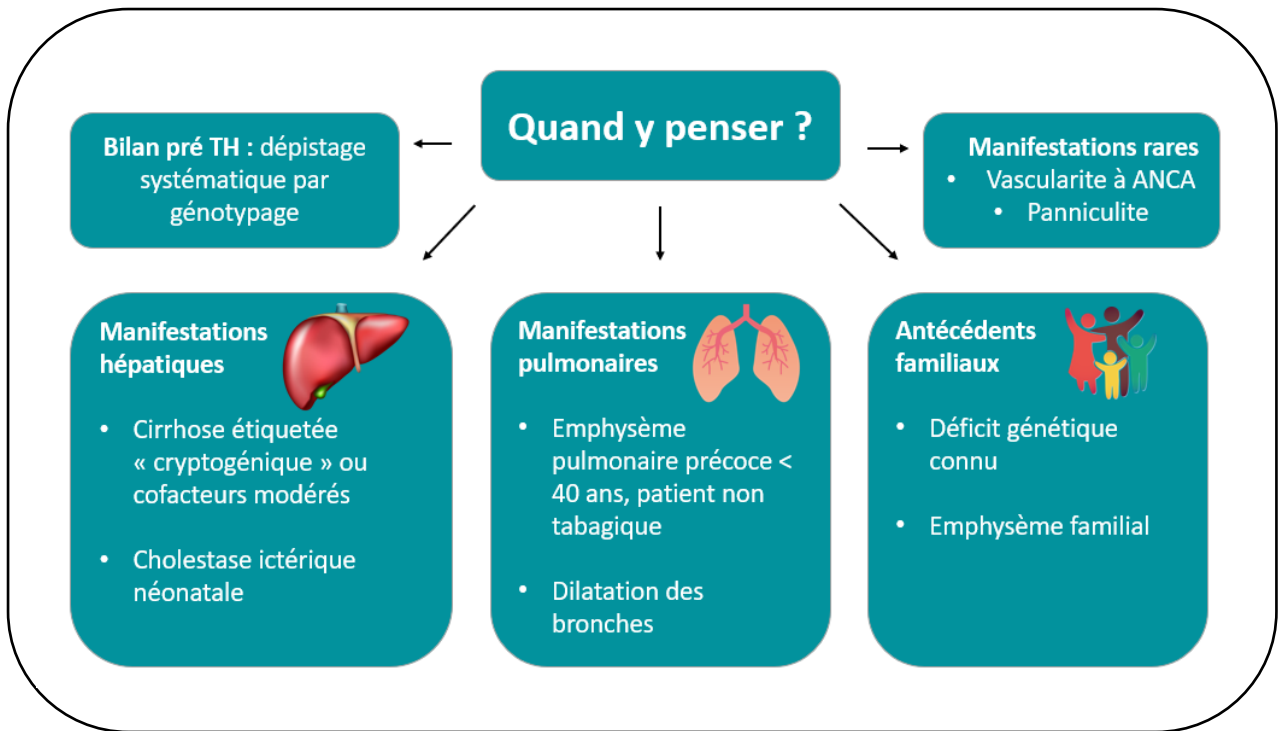 Quand y penser ?
Bilan pré TH : dépistage
systématique par
génotypage
Manifestations rares
• Vascularite à ANCA
• Panniculite
Manifestations
hépatiques
• Cirrhose étiquetée
« cryptogénique » ou
cofacteurs modérés
• Cholestase ictérique
néonatale
Manifestations
pulmonaires
• Emphysème
pulmonaire précoce <
40 ans, patient non
tabagique
• Dilatation des
bronches
Antécédents
familiaux
• Déficit génétique
connu
• Emphysème familial